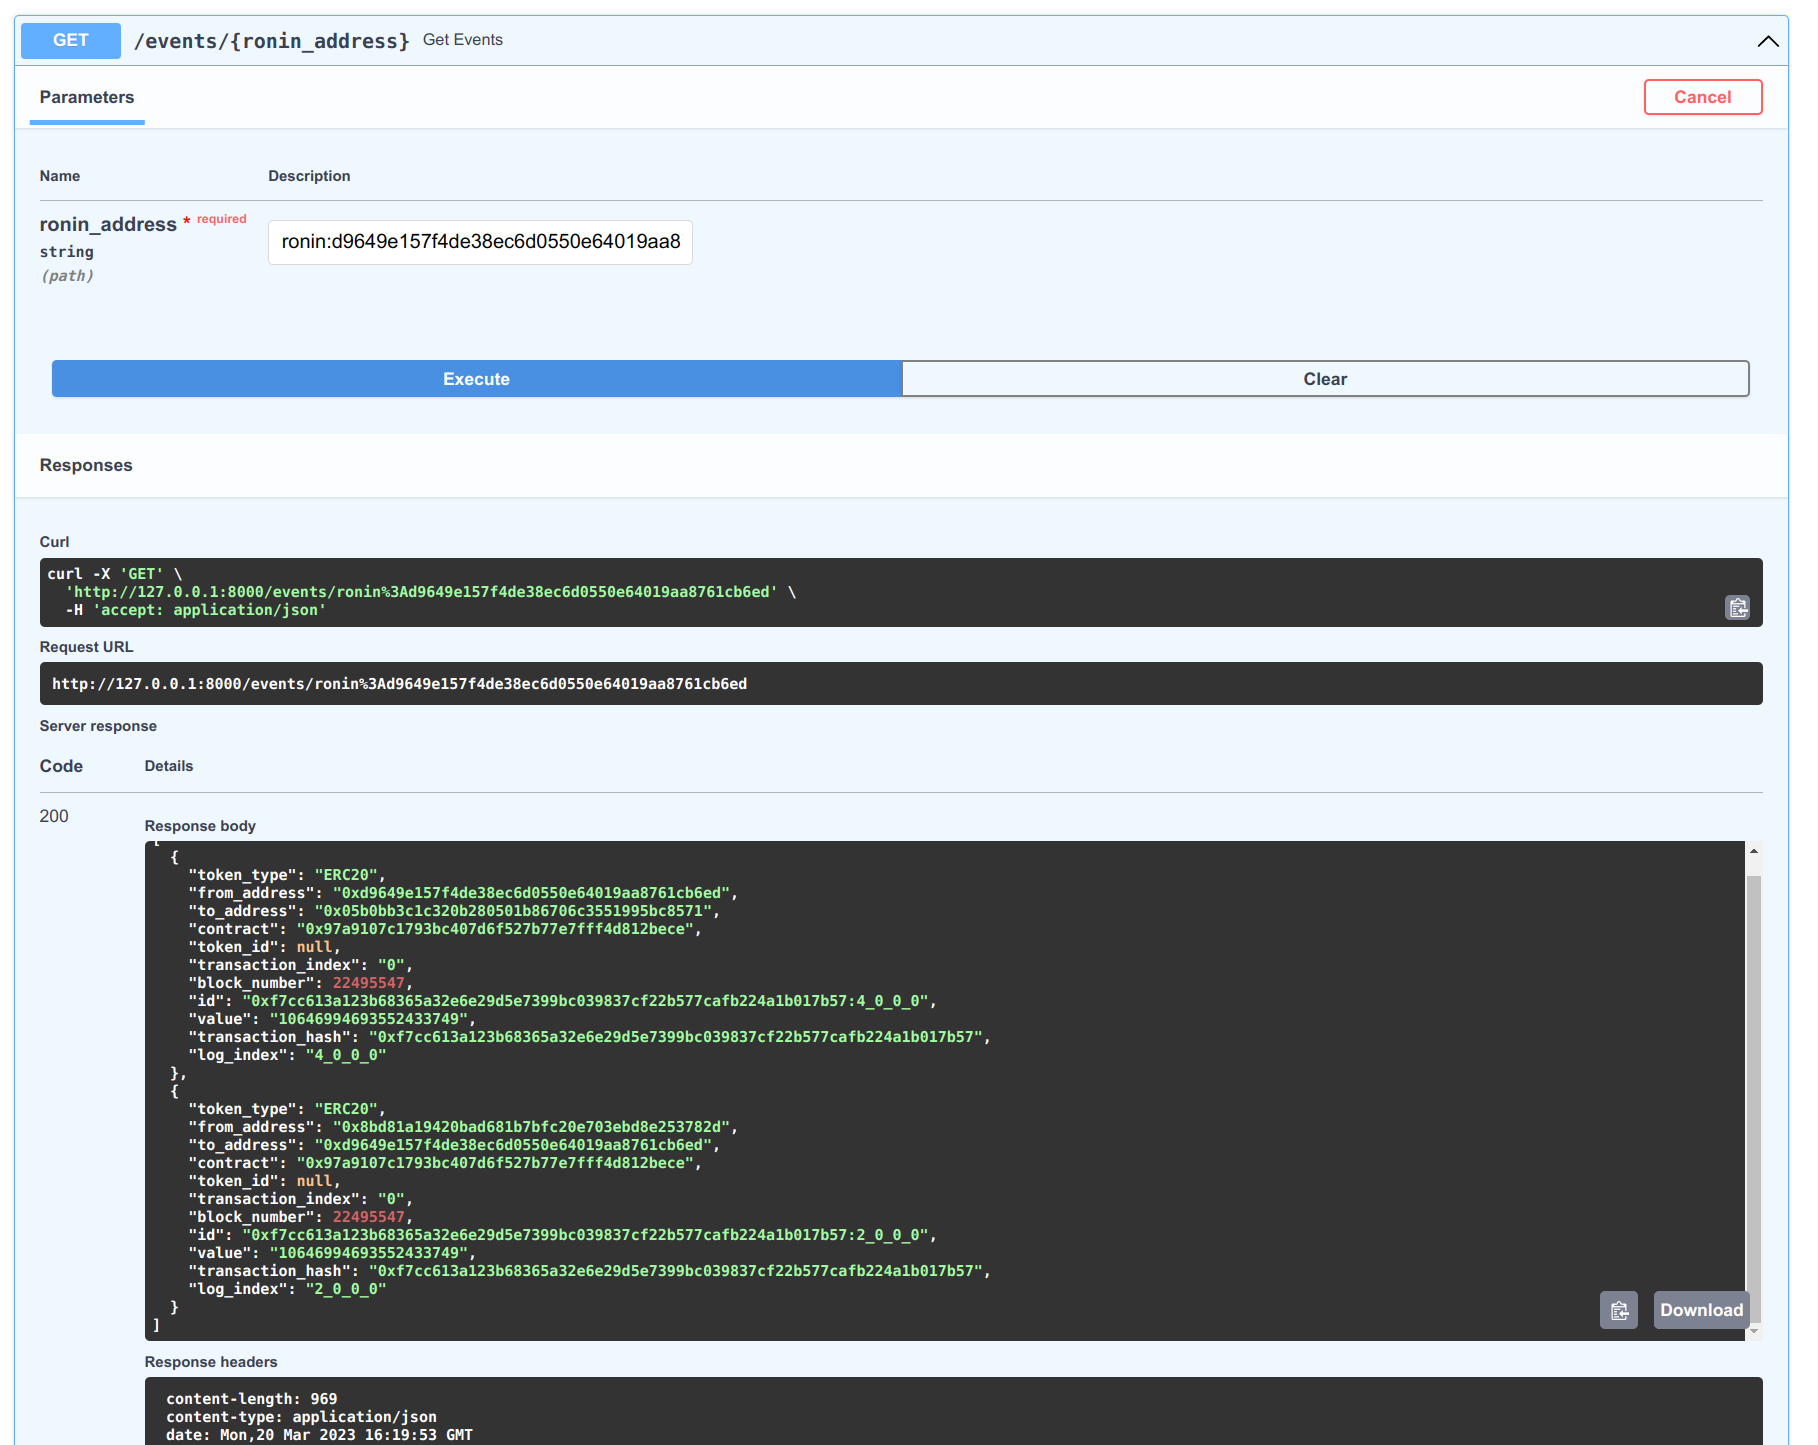 GET /events/{ronin_address} Get Events
Parameters
Cancel
Name Description
ronin_address * required
string
(path)
ronin:d9649e157f4de38ec6d0550e64019aa8
Execute Clear
Responses
Curl
curl -X 'GET' \
'http://127.0.0.1:8000/events/ronin%3Ad9649e157f4de38ec6d0550e64019aa8761cb6ed' \
-H 'accept: application/json'
Request URL
http://127.0.0.1:8000/events/ronin%3Ad9649e157f4de38ec6d0550e64019aa8761cb6ed
Server response
Code Details
200
Response body
[
{
"token_type": "ERC20",
"from_address": "0xd9649e157f4de38ec6d0550e64019aa8761cb6ed",
"to_address": "0x05b0bb3c1c320b280501b86706c3551995bc8571",
"contract": "0x97a9107c1793bc407d6f527b77e7fff4d812bece",
"token_id": null,
"transaction_index": "0",
"block_number": 22495547,
"id": "0xf7cc613a123b68365a32e6e29d5e7399bc039837cf22b577cafb224a1b017b57:4_0_0_0",
"value": "10646994693552433749",
"transaction_hash": "0xf7cc613a123b68365a32e6e29d5e7399bc039837cf22b577cafb224a1b017b57",
"log_index": "4_0_0_0"
},
{
"token_type": "ERC20",
"from_address": "0x8bd81a19420bad681b7bfc20e703ebd8e253782d",
"to_address": "0xd9649e157f4de38ec6d0550e64019aa8761cb6ed",
"contract": "0x97a9107c1793bc407d6f527b77e7fff4d812bece",
"token_id": null,
"transaction_index": "0",
"block_number": 22495547,
"id": "0xf7cc613a123b68365a32e6e29d5e7399bc039837cf22b577cafb224a1b017b57:2_0_0_0",
"value": "10646994693552433749",
"transaction_hash": "0xf7cc613a123b68365a32e6e29d5e7399bc039837cf22b577cafb224a1b017b57",
"log_index": "2_0_0_0"
}
]
Download
Response headers
content-length: 969
content-type: application/json
date: Mon,20 Mar 2023 16:19:53 GMT